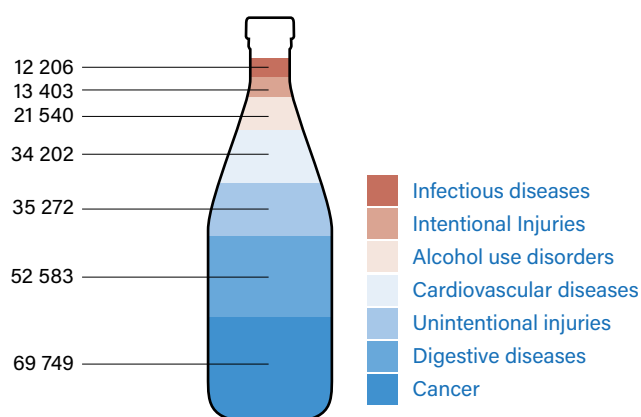 12 206
13 403
21 540
34 202
35 272
52 583
69 749
Infectious diseases
Intentional Injuries
Alcohol use disorders
Cardiovascular diseases
Unintentional injuries
Digestive diseases
Cancer